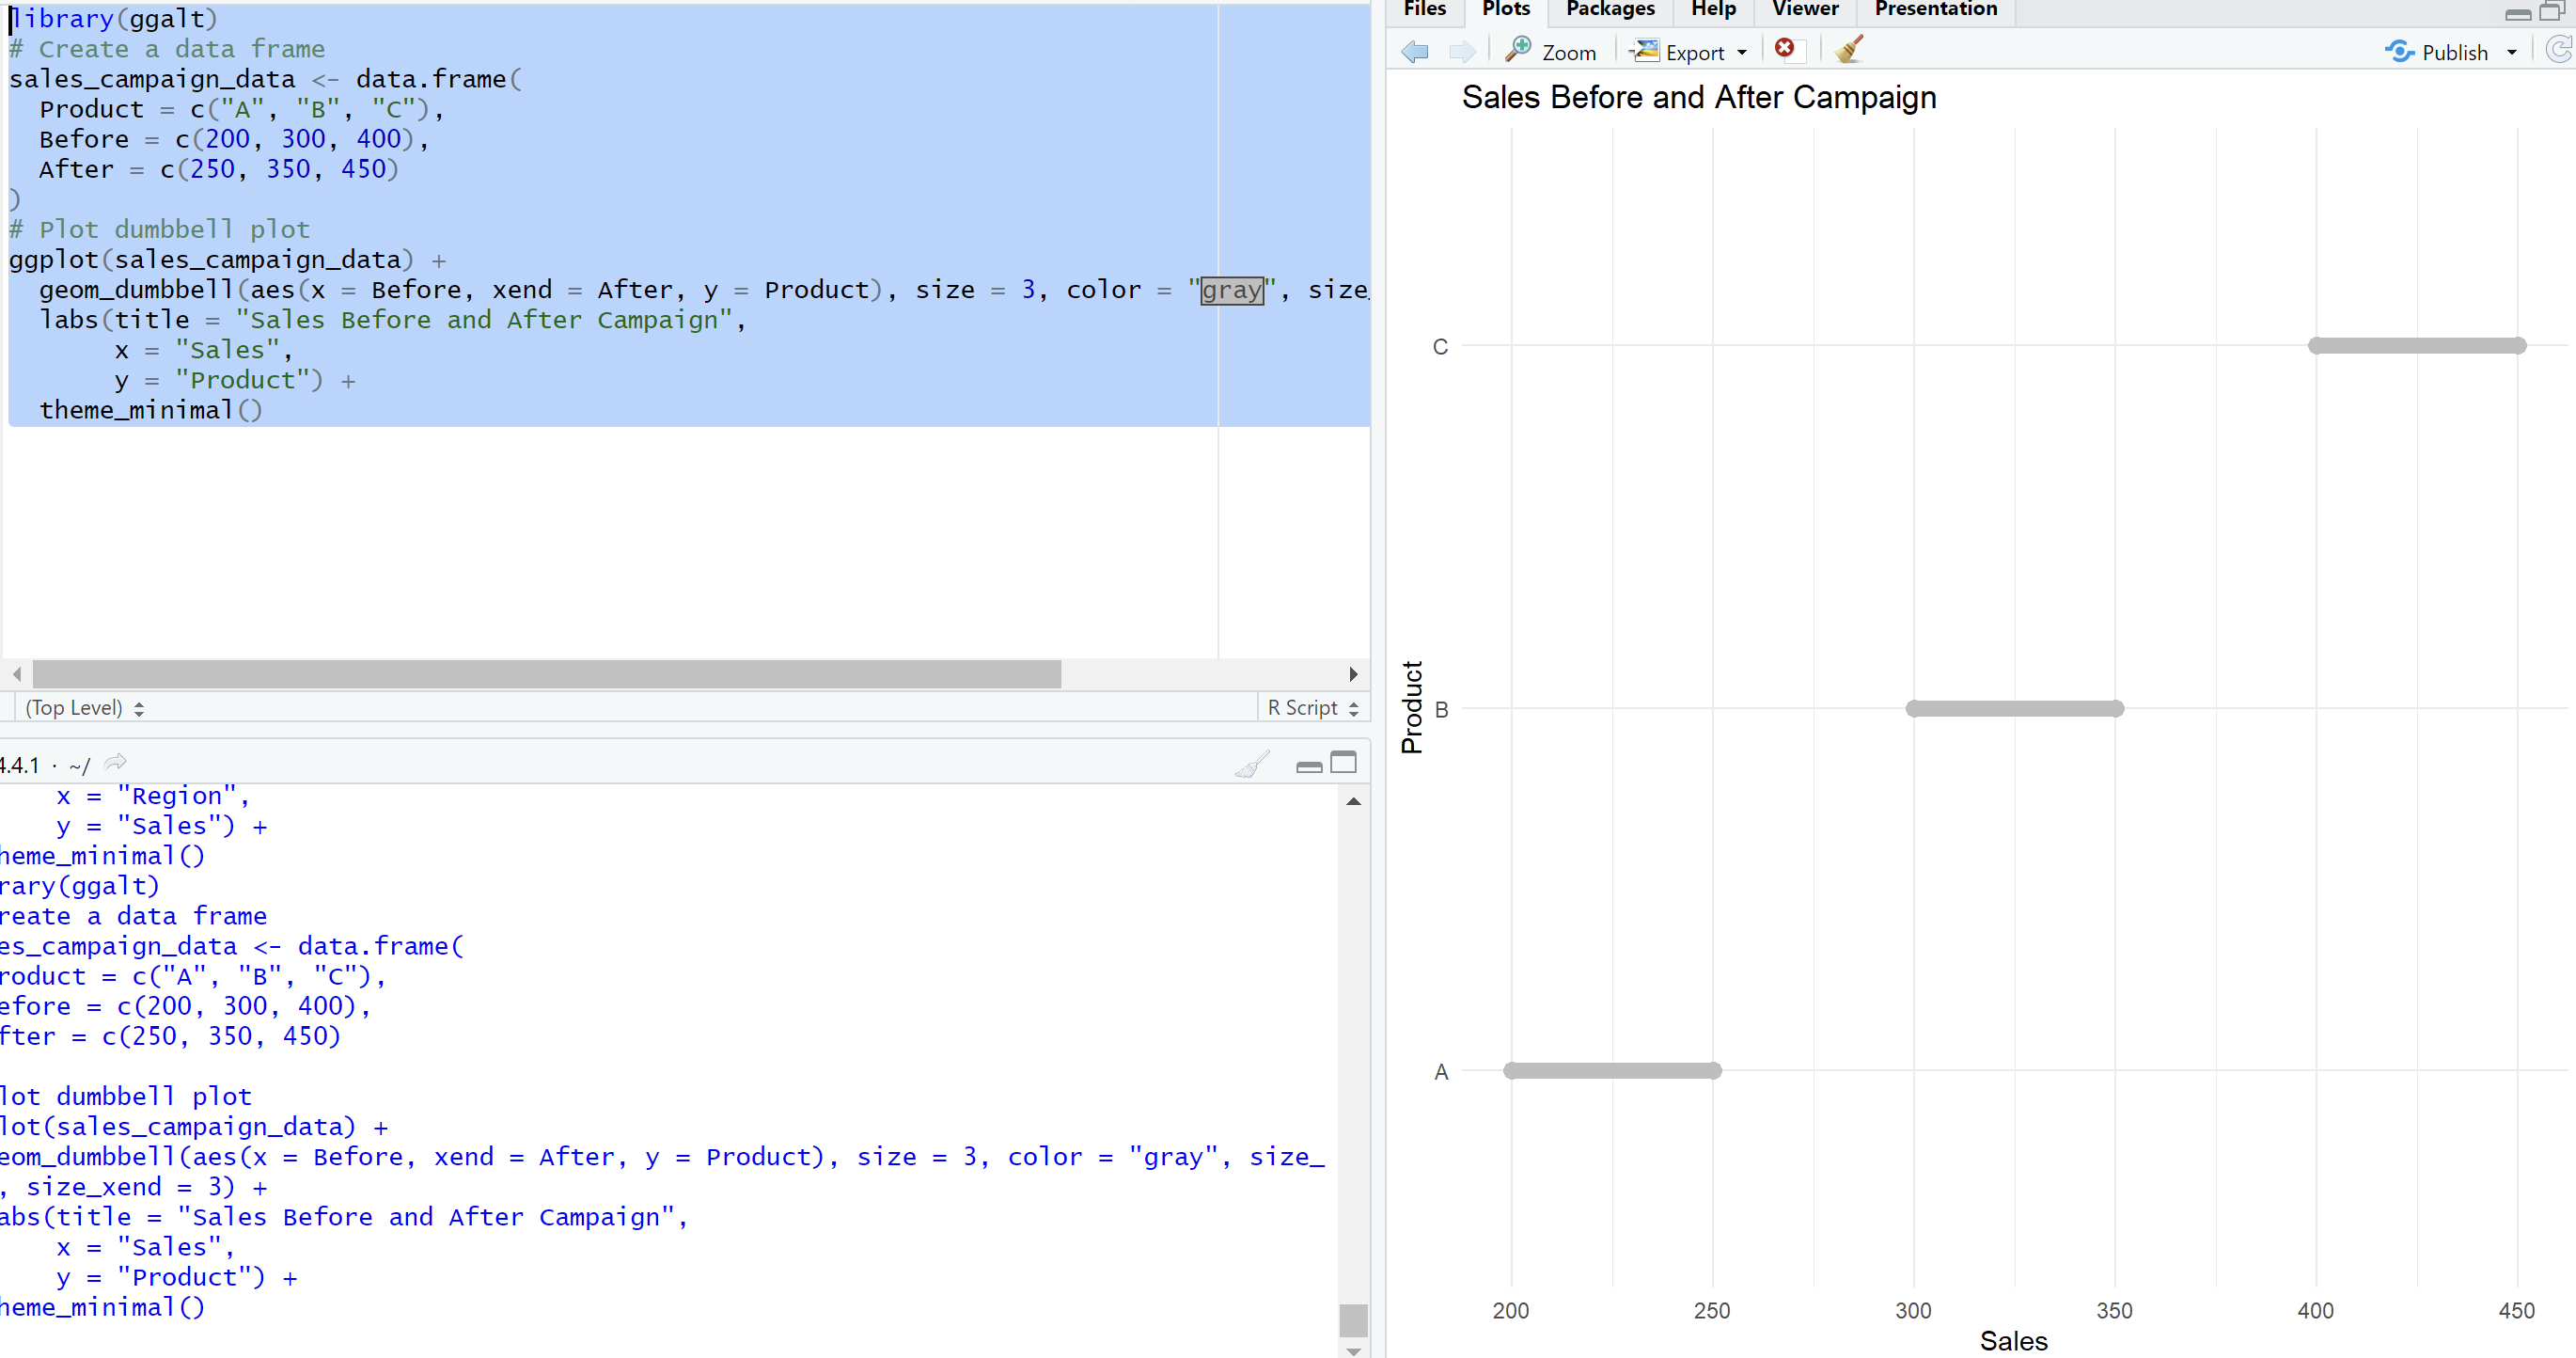 library(ggalt)
# Create a data frame
sales_campaign_data <- data.frame(
  Product = c("A", "B", "C"),
  Before = c(200, 300, 400),
  After = c(250, 350, 450)
)
# Plot dumbbell plot
ggplot(sales_campaign_data) +
  geom_dumbbell(aes(x = Before, xend = After, y = Product), size = 3, color = "gray", size_
  labs(title = "Sales Before and After Campaign",
       x = "Sales",
       y = "Product") +
  theme_minimal()
(Top Level)
R Script
4.4.1 · ~/
x = "Region",
y = "Sales") +
heme_minimal()
rary(ggalt)
reate a data frame
es_campaign_data <- data.frame(
roduct = c("A", "B", "C"),
efore = c(200, 300, 400),
fter = c(250, 350, 450)
lot dumbbell plot
lot(sales_campaign_data) +
eom_dumbbell(aes(x = Before, xend = After, y = Product), size = 3, color = "gray", size_
, size_xend = 3) +
abs(title = "Sales Before and After Campaign",
x = "Sales",
y = "Product") +
heme_minimal()
Files Plots Packages Help Viewer Presentation
Zoom Export Publish
Sales Before and After Campaign
C
B
A
Product
200 250 300 350 400 450
Sales